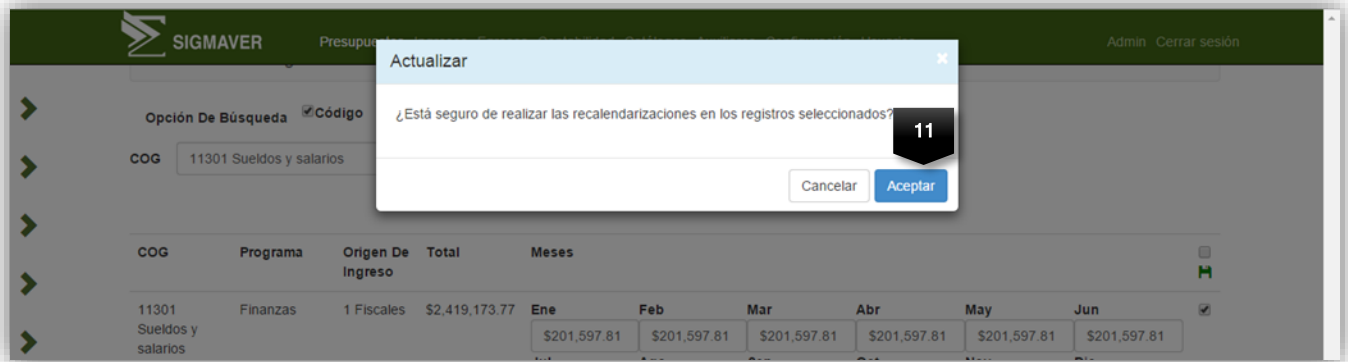 SIGMAVER
Admin Cerrar sesión
Actualizar
¿Está seguro de realizar las recalendarizaciones en los registros seleccionados?
11
Cancelar Aceptar
Opción De Búsqueda Código
COG 11301 Sueldos y salarios
COG Programa Origen De Ingreso Total Meses
11301 Sueldos y salarios Finanzas 1 Fiscales $2,419,173.77
Ene Feb Mar Abr May Jun
$201,597.81 $201,597.81 $201,597.81 $201,597.81 $201,597.81 $201,597.81